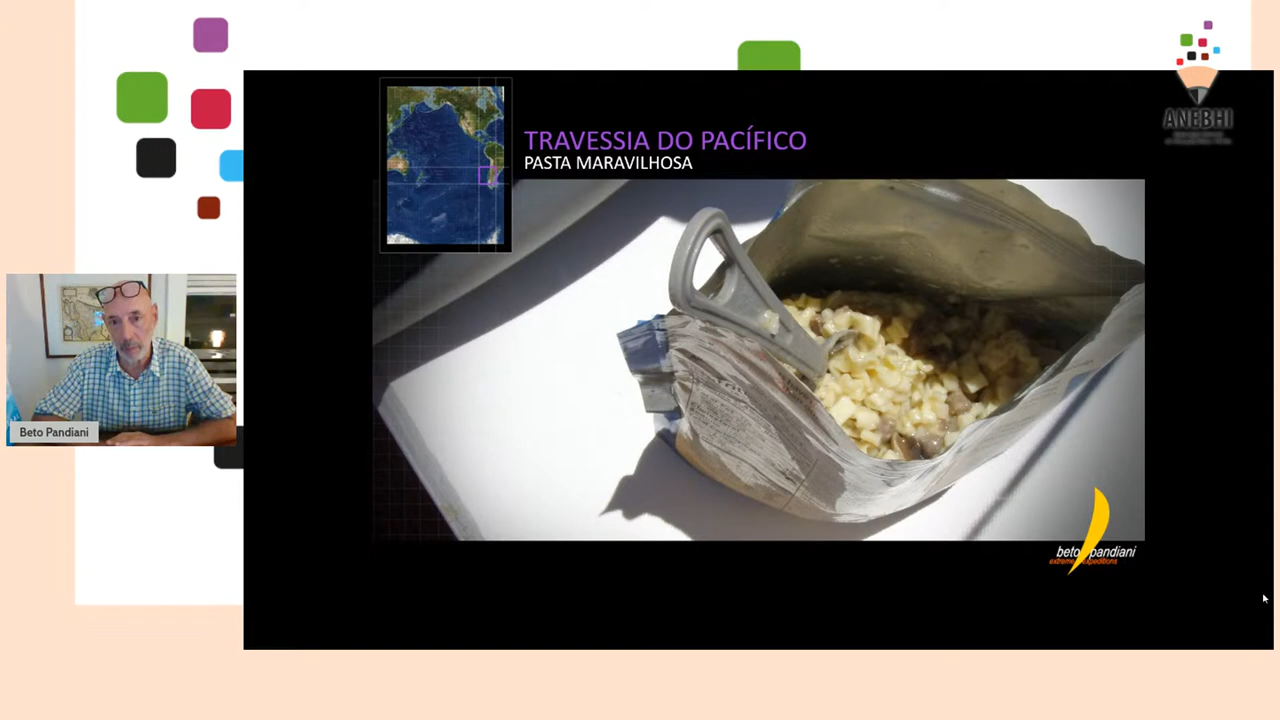 TRAVESSIA DO PACÍFICO
PASTA MARAVILHOSA
ANEBHI
Beto Pandiani
beto pandiani
extreme expeditions